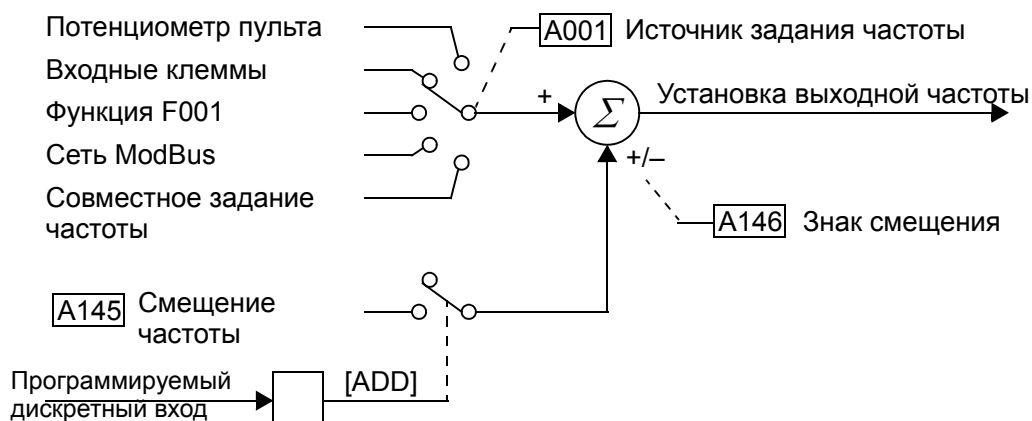 Потенциометр пульта
A001 Источник задания частоты
Входные клеммы
Функция F001
+
Σ
Установка выходной частоты
Сеть ModBus
+/–
Совместное задание
частоты
A146 Знак смещения
A145 Смещение
частоты
Программируемый
дискретный вход
[ADD]